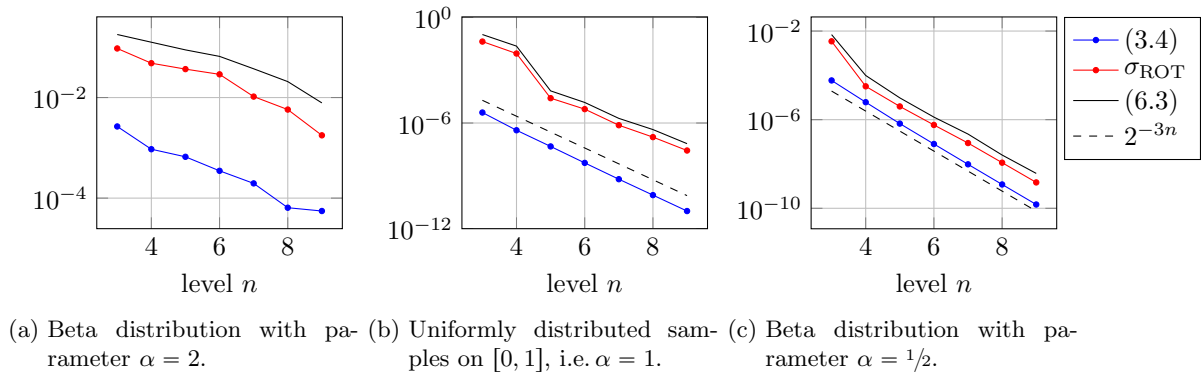 10^{-2}
10^{-4}
4 6 8
level n
(a) Beta distribution with pa-
rameter α = 2.
10^{0}
10^{-6}
10^{-12}
4 6 8
level n
(b) Uniformly distributed sam-
ples on [0, 1], i.e. α = 1.
10^{-2}
10^{-6}
10^{-10}
4 6 8
level n
(c) Beta distribution with pa-
rameter α = 1/2.
(3.4)
σ_{ROT}
(6.3)
2^{-3n}